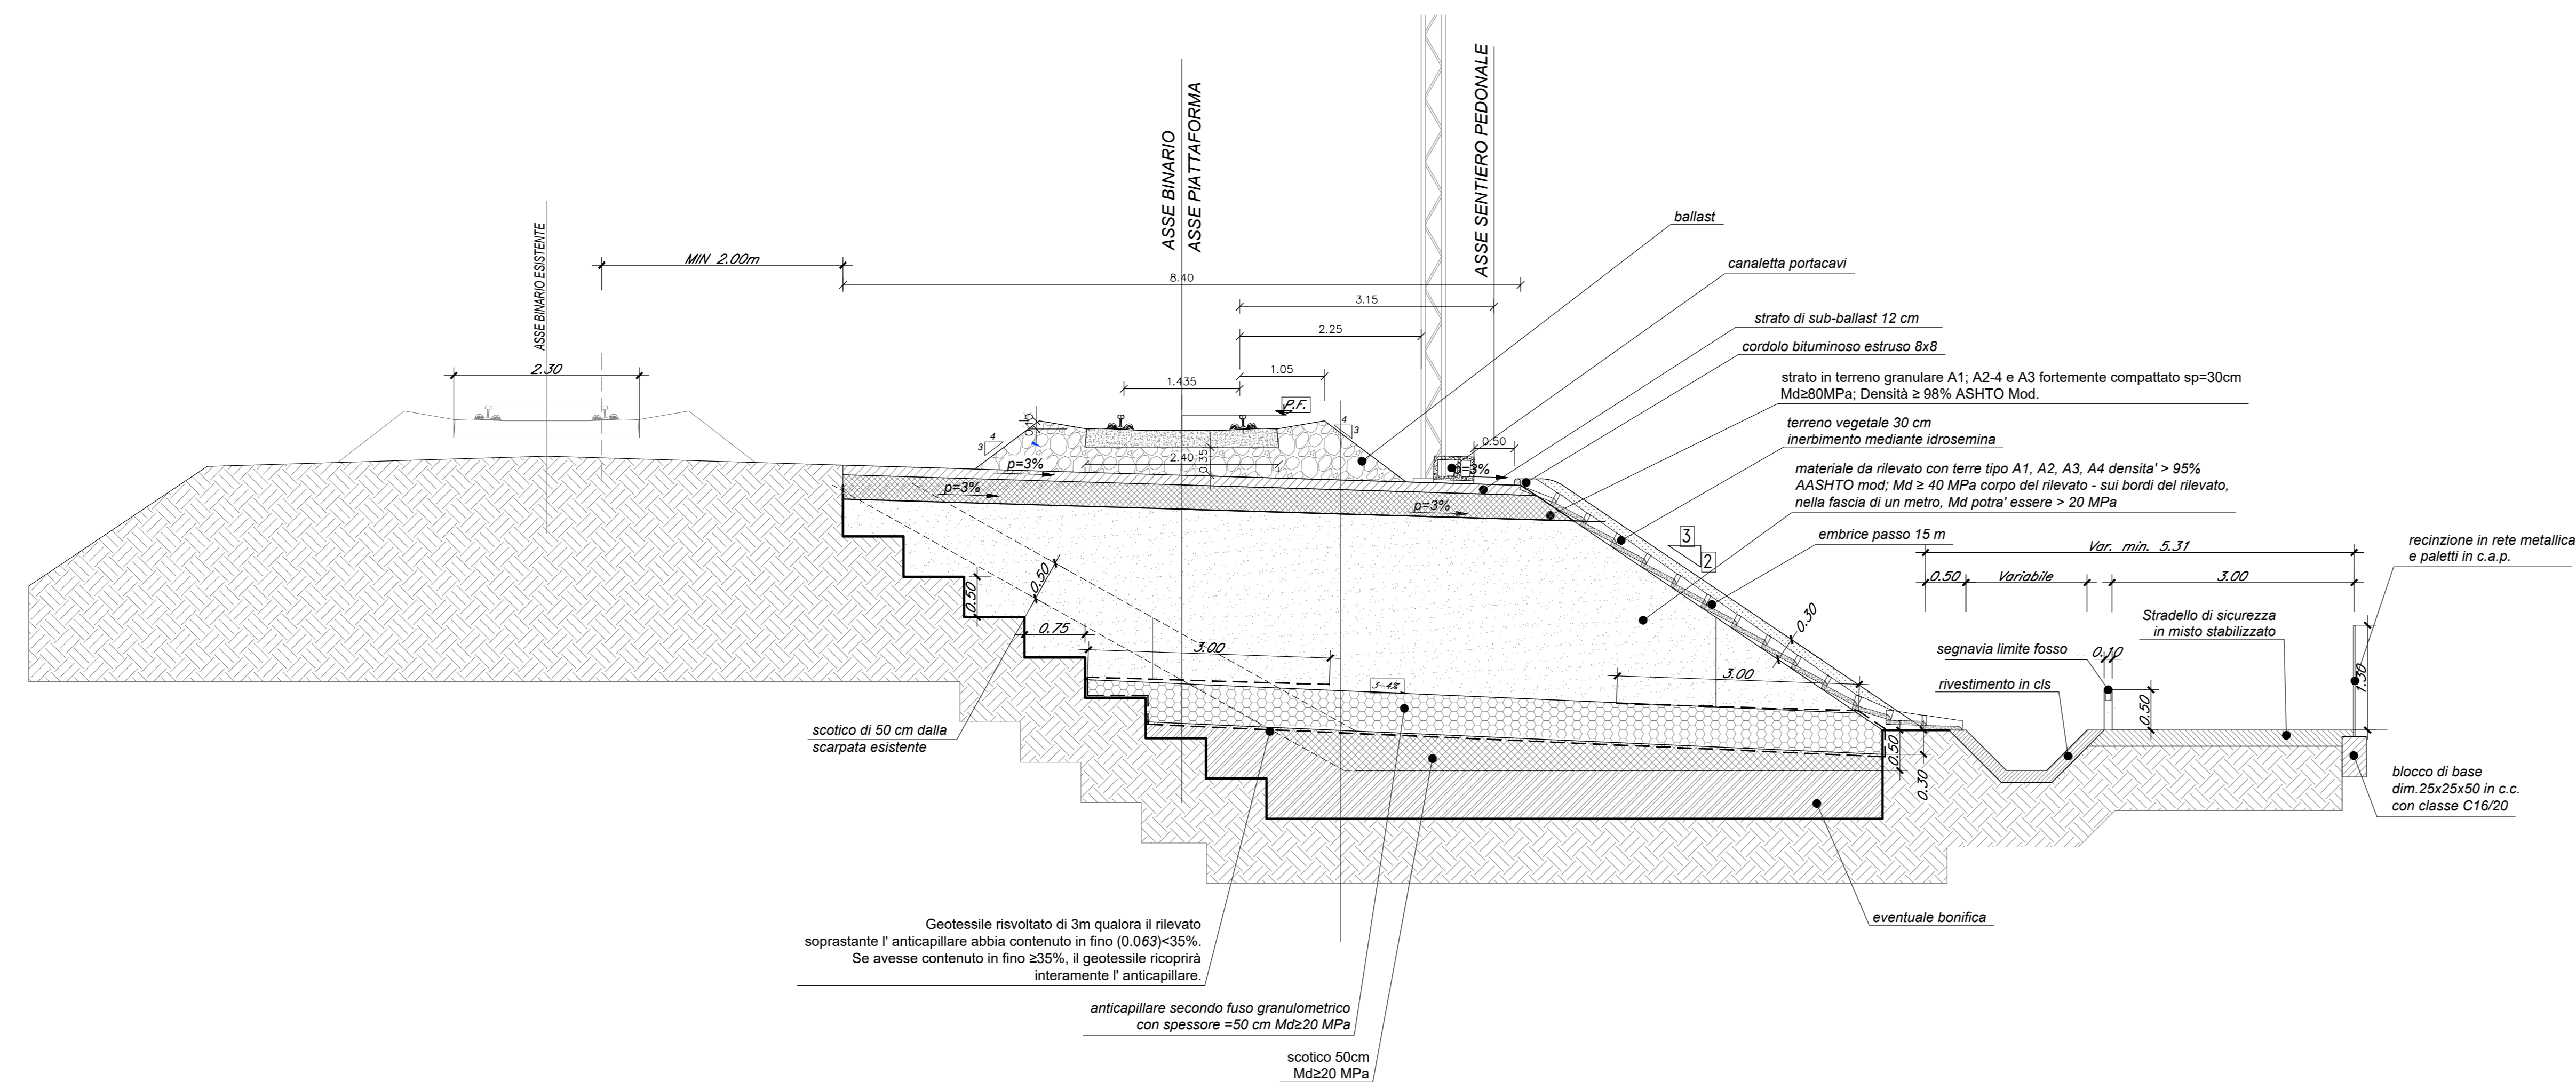 ASSE BINARIO ESISTENTE
ASSE BINARIO
ASSE PIATTAFORMA
ASSE SENTIERO PEDONALE
MIN 2.00m
8.40
3.15
2.25
2.30
1.435
1.05
P.F.
0.10
4
3
4
3
2.40
0.35
0.50
p=3%
p=3%
p=3%
p=3%
ballast
canaletta portacavi
strato di sub-ballast 12 cm
cordolo bituminoso estruso 8x8
strato in terreno granulare A1; A2-4 e A3 fortemente compattato sp=30cm
Md≥80MPa; Densità ≥ 98% ASHTO Mod.
terreno vegetale 30 cm
inerbimento mediante idrosemina
materiale da rilevato con terre tipo A1, A2, A3, A4 densita' > 95%
AASHTO mod; Md ≥ 40 MPa corpo del rilevato - sui bordi del rilevato,
nella fascia di un metro, Md potra' essere > 20 MPa
embrice passo 15 m
3
2
Var. min. 5.31
0.50
Variabile
3.00
recinzione in rete metallica
e paletti in c.a.p.
Stradello di sicurezza
in misto stabilizzato
segnavia limite fosso
0.10
rivestimento in cls
0.50
1.30
0.50
0.50
0.75
3.00
3.00
3-4%
0.30
0.50
0.30
scotico di 50 cm dalla
scarpata esistente
blocco di base
dim.25x25x50 in c.c.
con classe C16/20
eventuale bonifica
Geotessile risvoltato di 3m qualora il rilevato
soprastante l' anticapillare abbia contenuto in fino (0.063)<35%.
Se avesse contenuto in fino ≥35%, il geotessile ricoprirà
interamente l' anticapillare.
anticapillare secondo fuso granulometrico
con spessore =50 cm Md≥20 MPa
scotico 50cm
Md≥20 MPa